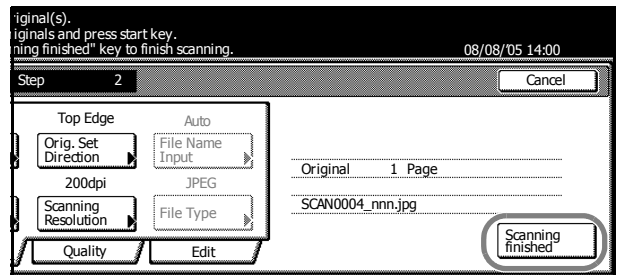 riginal(s).
iginals and press start key.
ning finished" key to finish scanning.
08/08/'05 14:00
Step 2
Cancel
Top Edge
Auto
Orig. Set
Direction
File Name
Input
200dpi
JPEG
Scanning
Resolution
File Type
Quality
Edit
Original 1 Page
SCAN0004_nnn.jpg
Scanning
finished